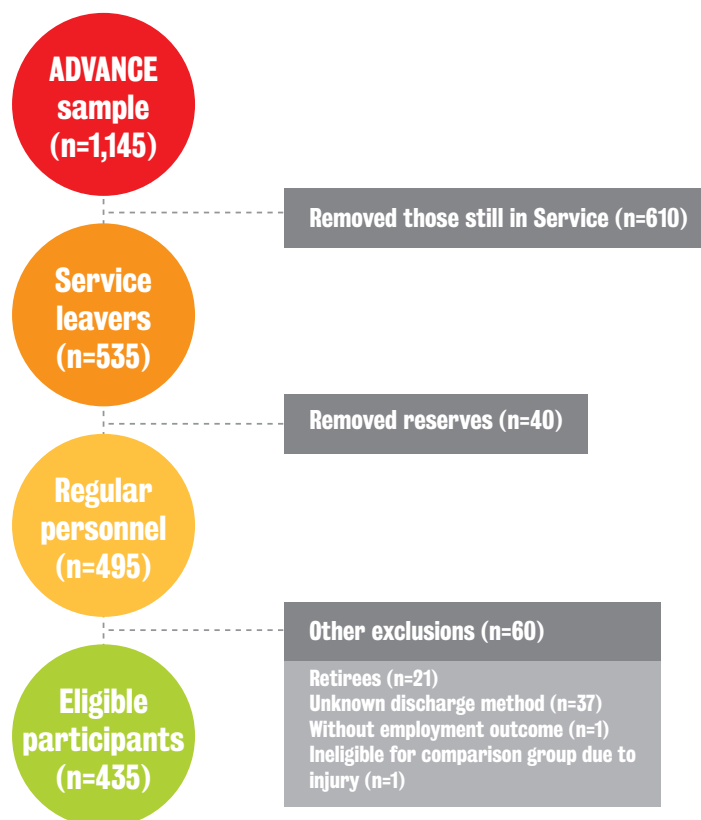 ADVANCE
sample
(n=1,145)
Removed those still in Service (n=610)
Service
leavers
(n=535)
Removed reserves (n=40)
Regular
personnel
(n=495)
Other exclusions (n=60)
Retirees (n=21)
Unknown discharge method (n=37)
Without employment outcome (n=1)
Ineligible for comparison group due to
injury (n=1)
Eligible
participants
(n=435)